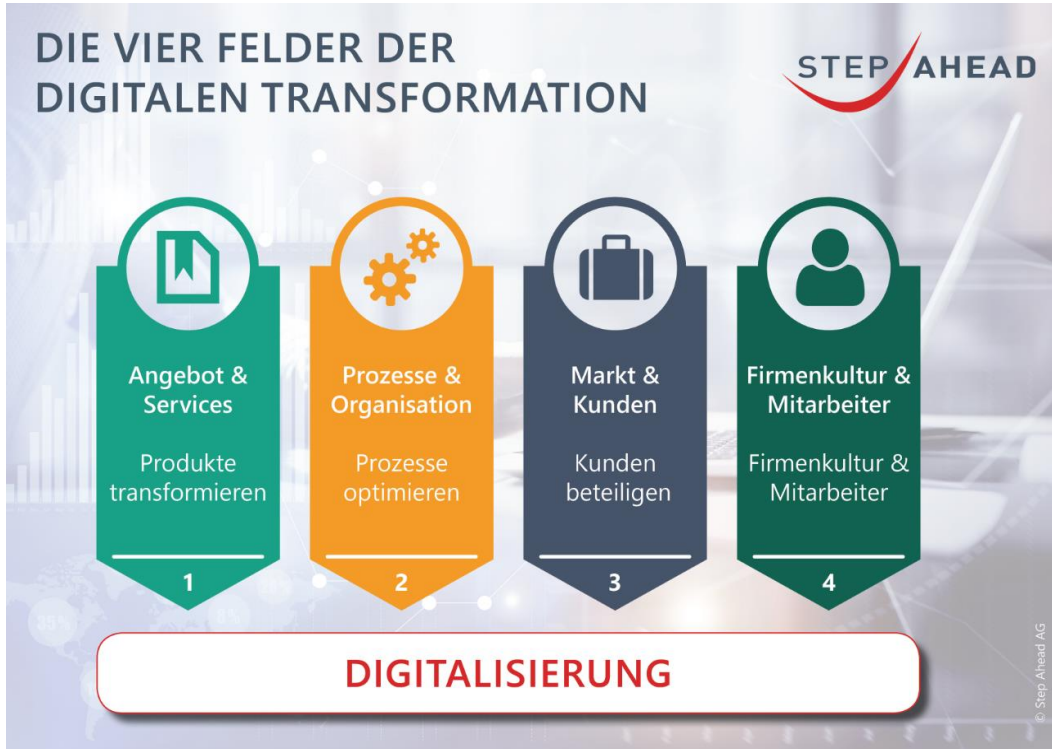 DIE VIER FELDER DER
DIGITALEN TRANSFORMATION
STEP AHEAD
Angebot &
Services
Produkte
transformieren
1
Prozesse &
Organisation
Prozesse
optimieren
2
Markt &
Kunden
Kunden
beteiligen
3
Firmenkultur &
Mitarbeiter
Firmenkultur &
Mitarbeiter
4
85%
DIGITALISIERUNG
© Step Ahead AG